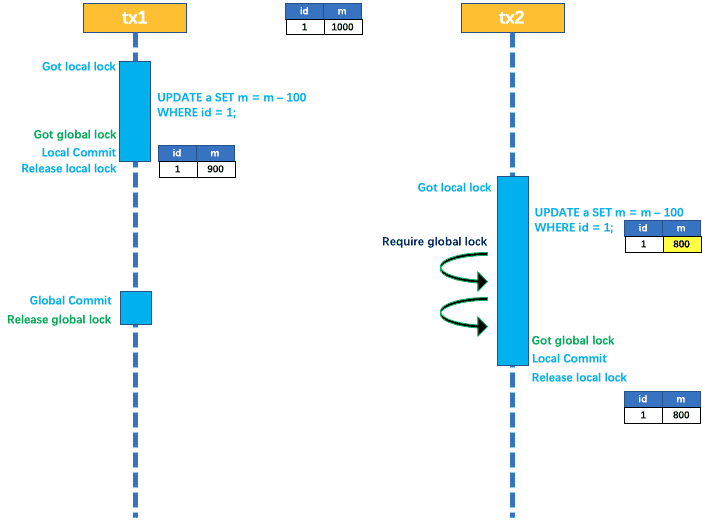 tx1
id m
1 1000
tx2
Got local lock
UPDATE a SET m = m – 100
WHERE id = 1;
Got global lock
Local Commit
Release local lock
id m
1 900
Got local lock
UPDATE a SET m = m – 100
WHERE id = 1;
id m
1 800
Require global lock
Global Commit
Release global lock
Got global lock
Local Commit
Release local lock
id m
1 800